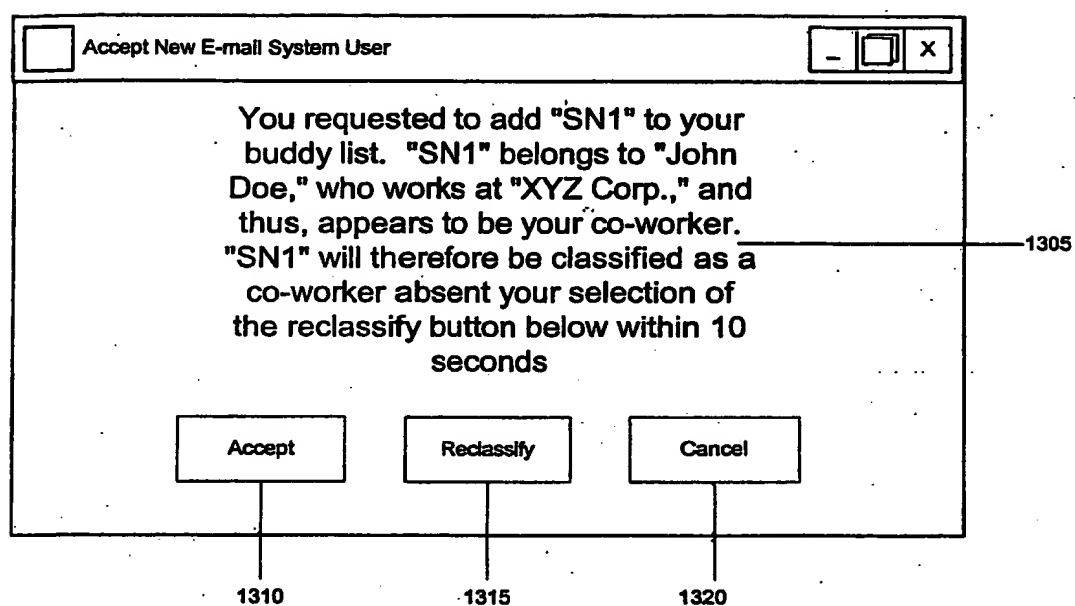 Accept New E-mail System User
_ X
You requested to add "SN1" to your
buddy list. "SN1" belongs to "John
Doe," who works at "XYZ Corp.," and
thus, appears to be your co-worker.
"SN1" will therefore be classified as a
co-worker absent your selection of
the reclassify button below within 10
seconds
1305
Accept Reclassify Cancel
1310 1315 1320